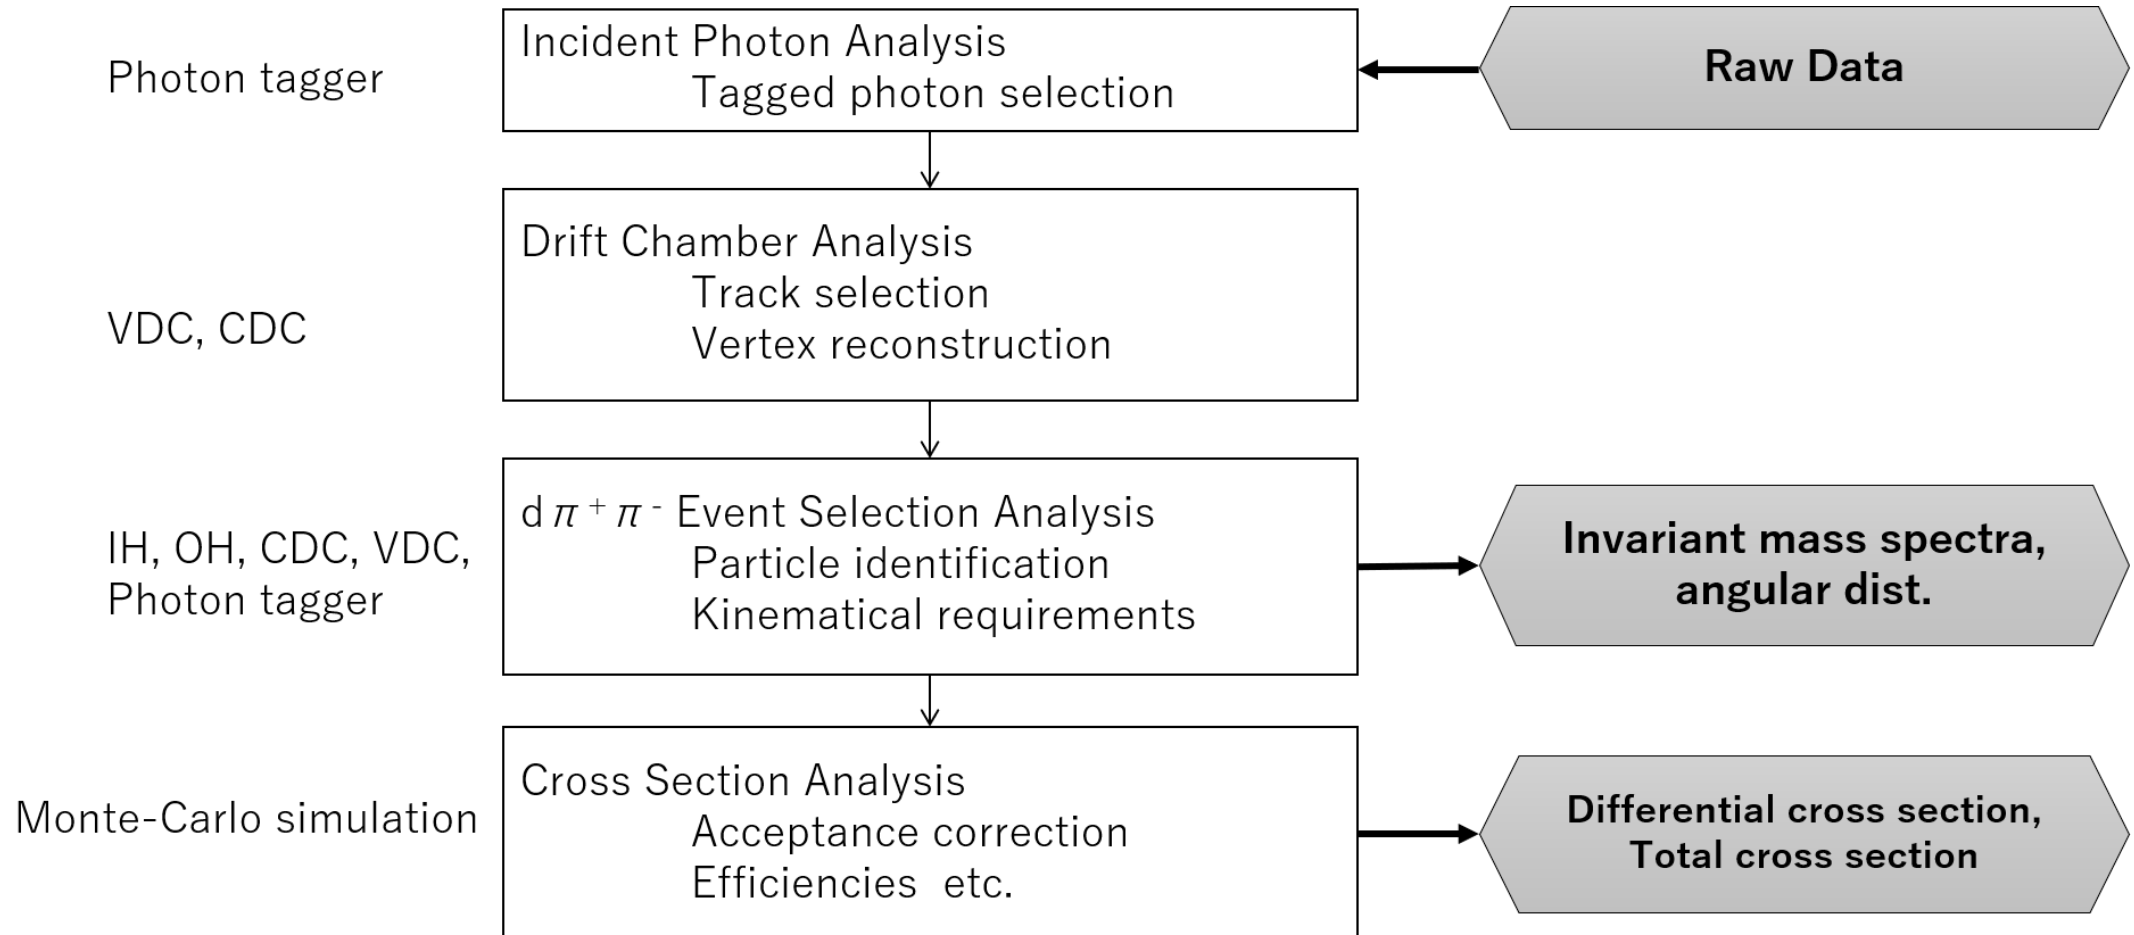 Photon tagger
Incident Photon Analysis
Tagged photon selection
Raw Data
VDC, CDC
Drift Chamber Analysis
Track selection
Vertex reconstruction
IH, OH, CDC, VDC,
Photon tagger
dπ⁺π⁻ Event Selection Analysis
Particle identification
Kinematical requirements
Invariant mass spectra,
angular dist.
Monte-Carlo simulation
Cross Section Analysis
Acceptance correction
Efficiencies etc.
Differential cross section,
Total cross section